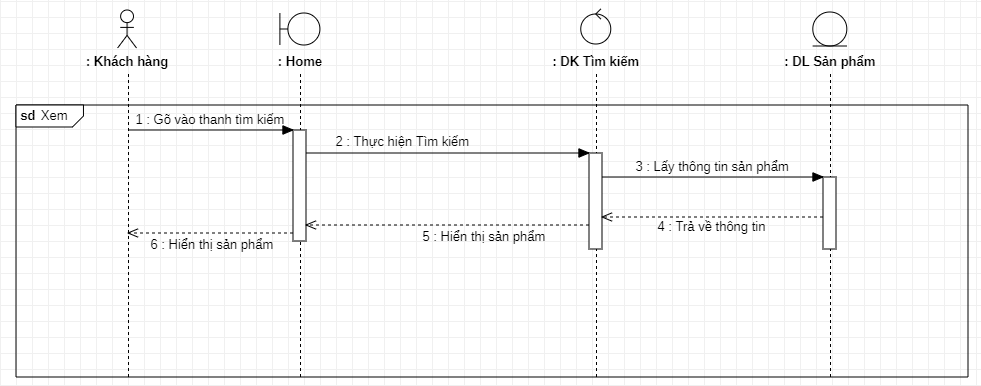 : Khách hàng
: Home
: DK Tìm kiếm
: DL Sản phẩm
sd Xem
1 : Gõ vào thanh tìm kiếm
2 : Thực hiện Tìm kiếm
3 : Lấy thông tin sản phẩm
4 : Trả về thông tin
5 : Hiển thị sản phẩm
6 : Hiển thị sản phẩm